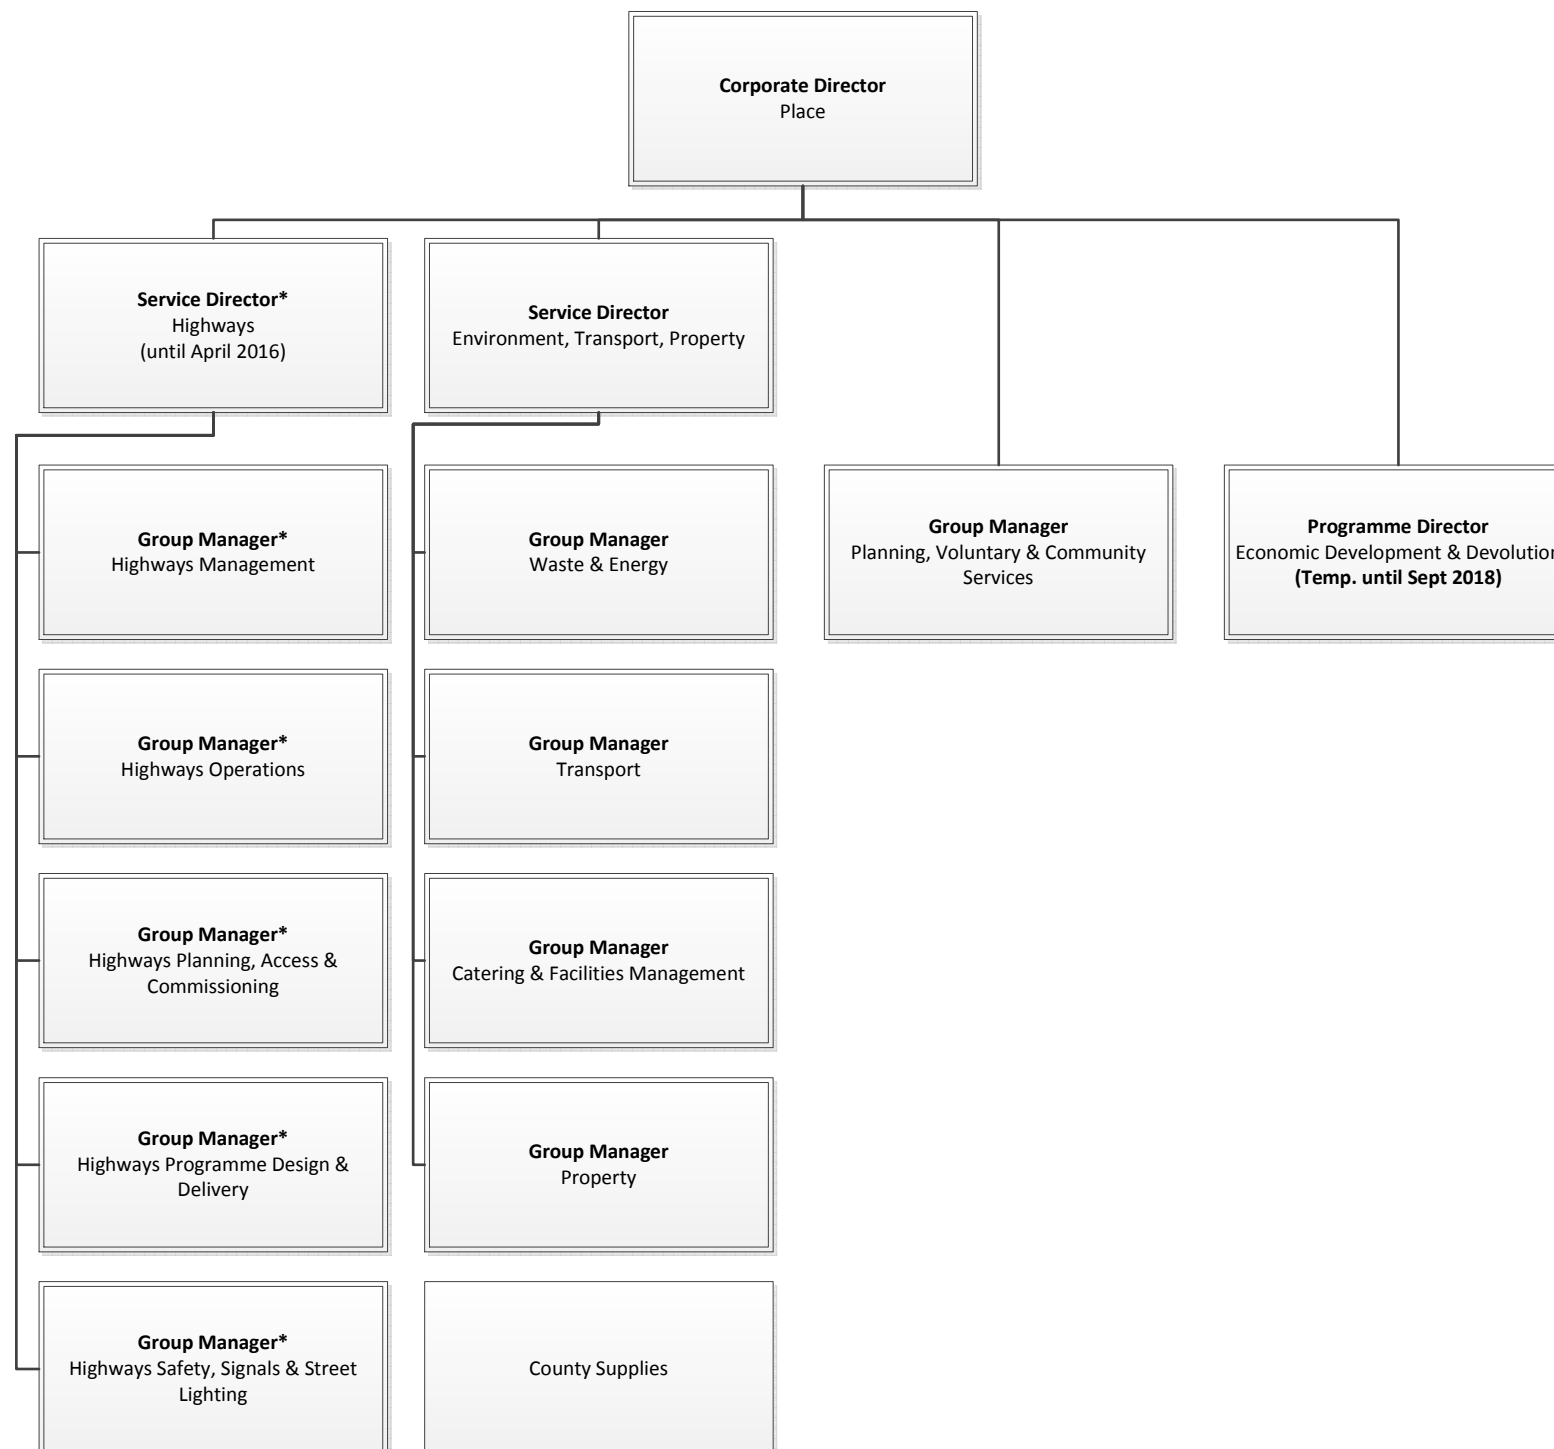 Corporate Director
Place
Service Director*
Highways
(until April 2016)
Service Director
Environment, Transport, Property
Group Manager*
Highways Management
Group Manager
Waste & Energy
Group Manager
Planning, Voluntary & Community
Services
Programme Director
Economic Development & Devolution
(Temp. until Sept 2018)
Group Manager*
Highways Operations
Group Manager
Transport
Group Manager*
Highways Planning, Access &
Commissioning
Group Manager
Catering & Facilities Management
Group Manager*
Highways Programme Design &
Delivery
Group Manager
Property
Group Manager*
Highways Safety, Signals & Street
Lighting
County Supplies